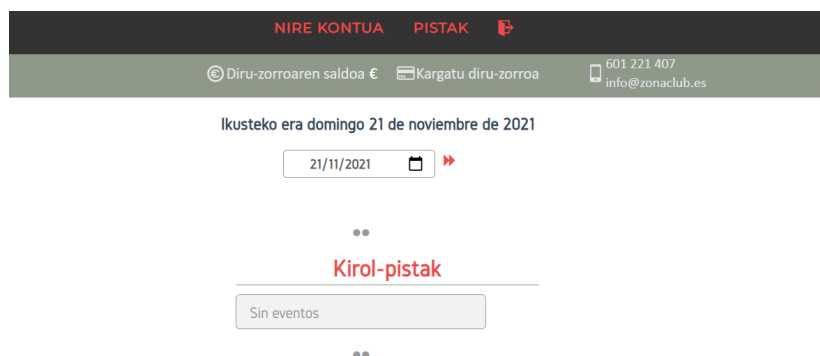 NIRE KONTUA PISTAK
Diru-zorroaren saldoa € Kargatu diru-zorroa
601 221 407
info@zonaclub.es
Ikusteko era domingo 21 de noviembre de 2021
21/11/2021
Kirol-pistak
Sin eventos